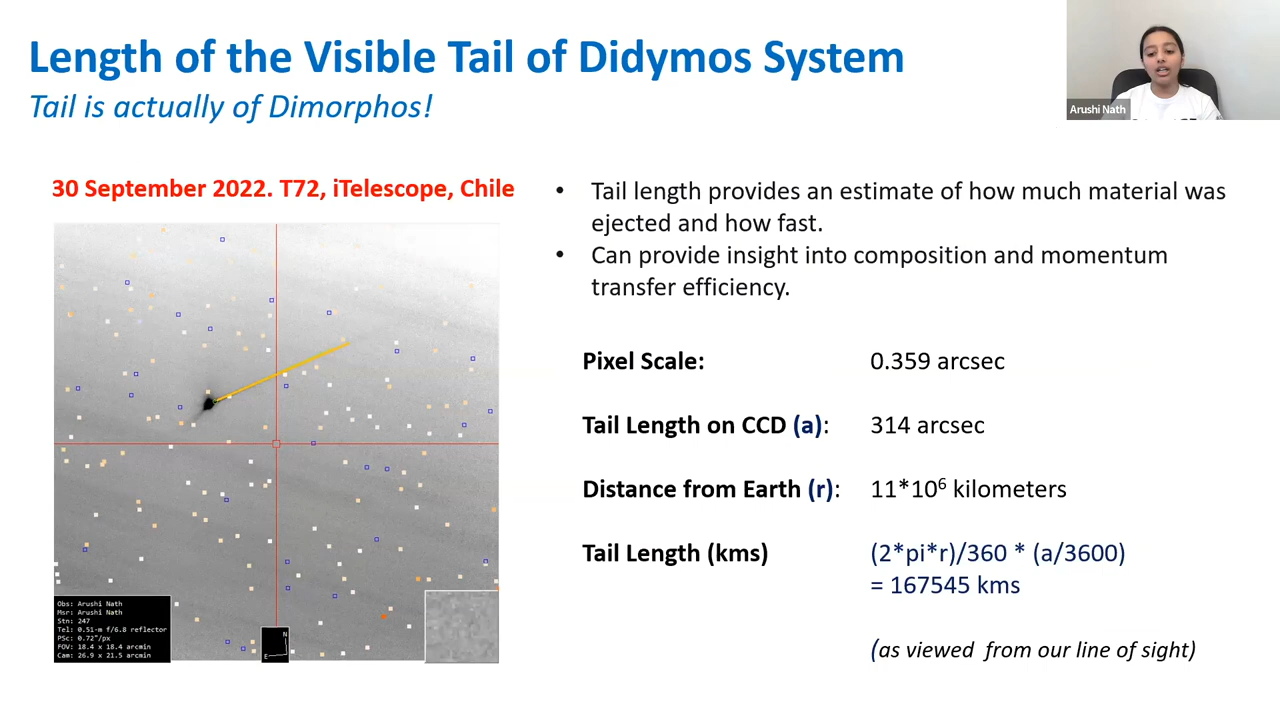 Length of the Visible Tail of Didymos System
Tail is actually of Dimorphos!
Arushi Nath
30 September 2022. T72, iTelescope, Chile
• Tail length provides an estimate of how much material was
ejected and how fast.
• Can provide insight into composition and momentum
transfer efficiency.
Pixel Scale: 0.359 arcsec
Tail Length on CCD (a): 314 arcsec
Distance from Earth (r): 11*10⁶ kilometers
Tail Length (kms) (2*pi*r)/360 * (a/3600)
= 167545 kms
(as viewed from our line of sight)
Obs: Arushi Nath
Msr: Arushi Nath
Stn: 247
Tel: 0.51-m f/6.8 reflector
PSc: 0.72"/px
FOV: 18.4 x 18.4 arcmin
Cam: 26.9 x 21.5 arcmin
N
E